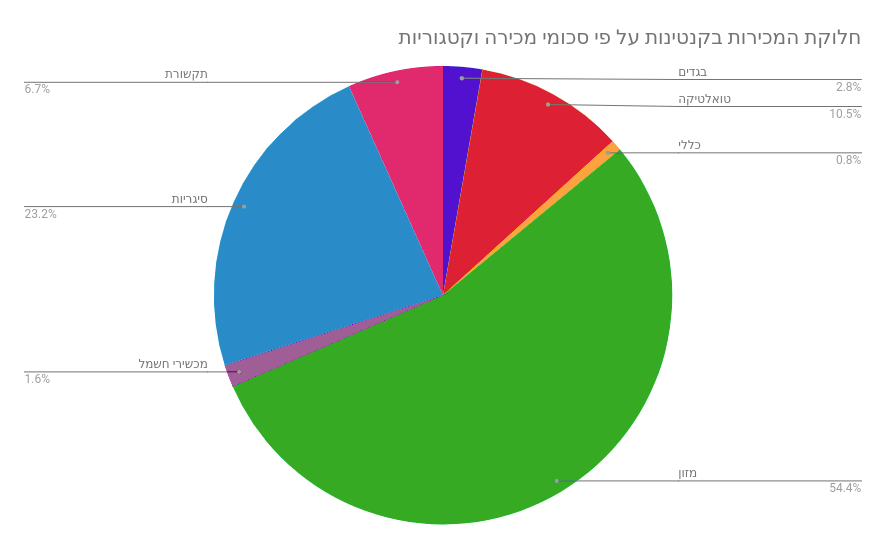 חלוקת המכירות בקנטינות על פי סכומי מכירה וקטגוריות
בגדים
2.8%
טואלטיקה
10.5%
כללי
0.8%
מזון
54.4%
מכשירי חשמל
1.6%
סיגריות
23.2%
תקשורת
6.7%